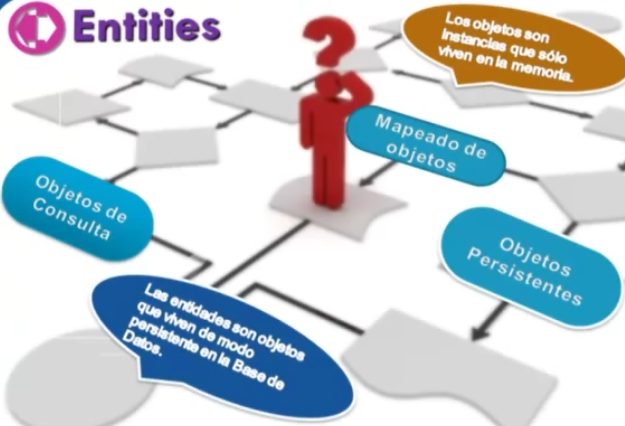 Entities
Los objetos son
instancias que sólo
viven en la memoria.
?
Mapeado de
objetos
Objetos de
Consulta
Objetos
Persistentes
Las entidades son objetos
que viven de modo
persistente en la Base de
Datos.